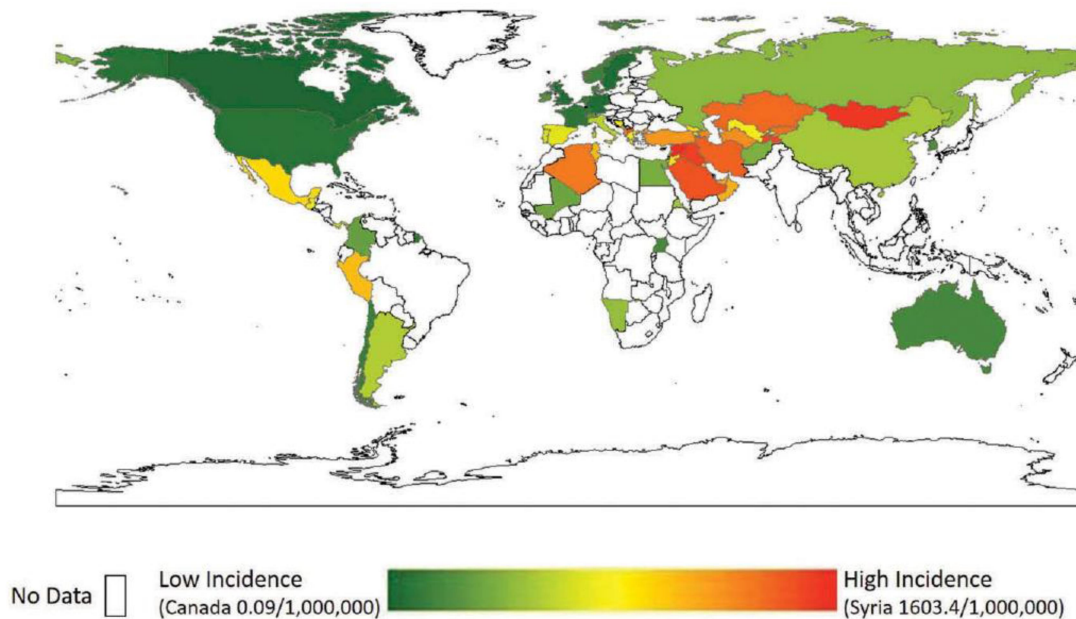 No Data
Low Incidence
(Canada 0.09/1,000,000)
High Incidence
(Syria 1603.4/1,000,000)